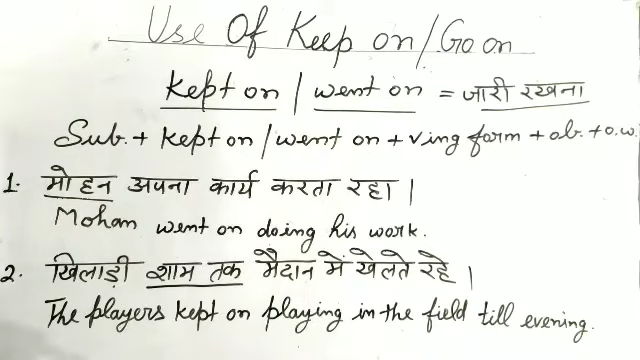 Use Of Keep on/Go on
Kept on / went on = जारी रखना
Sub. + Kept on / went on + ving form + ob. + o.w.
1. मोहन अपना कार्य करता रहा।
Mohan went on doing his work.
2. खिलाड़ी शाम तक मैदान में खेलते रहे।
The players kept on playing in the field till evening.